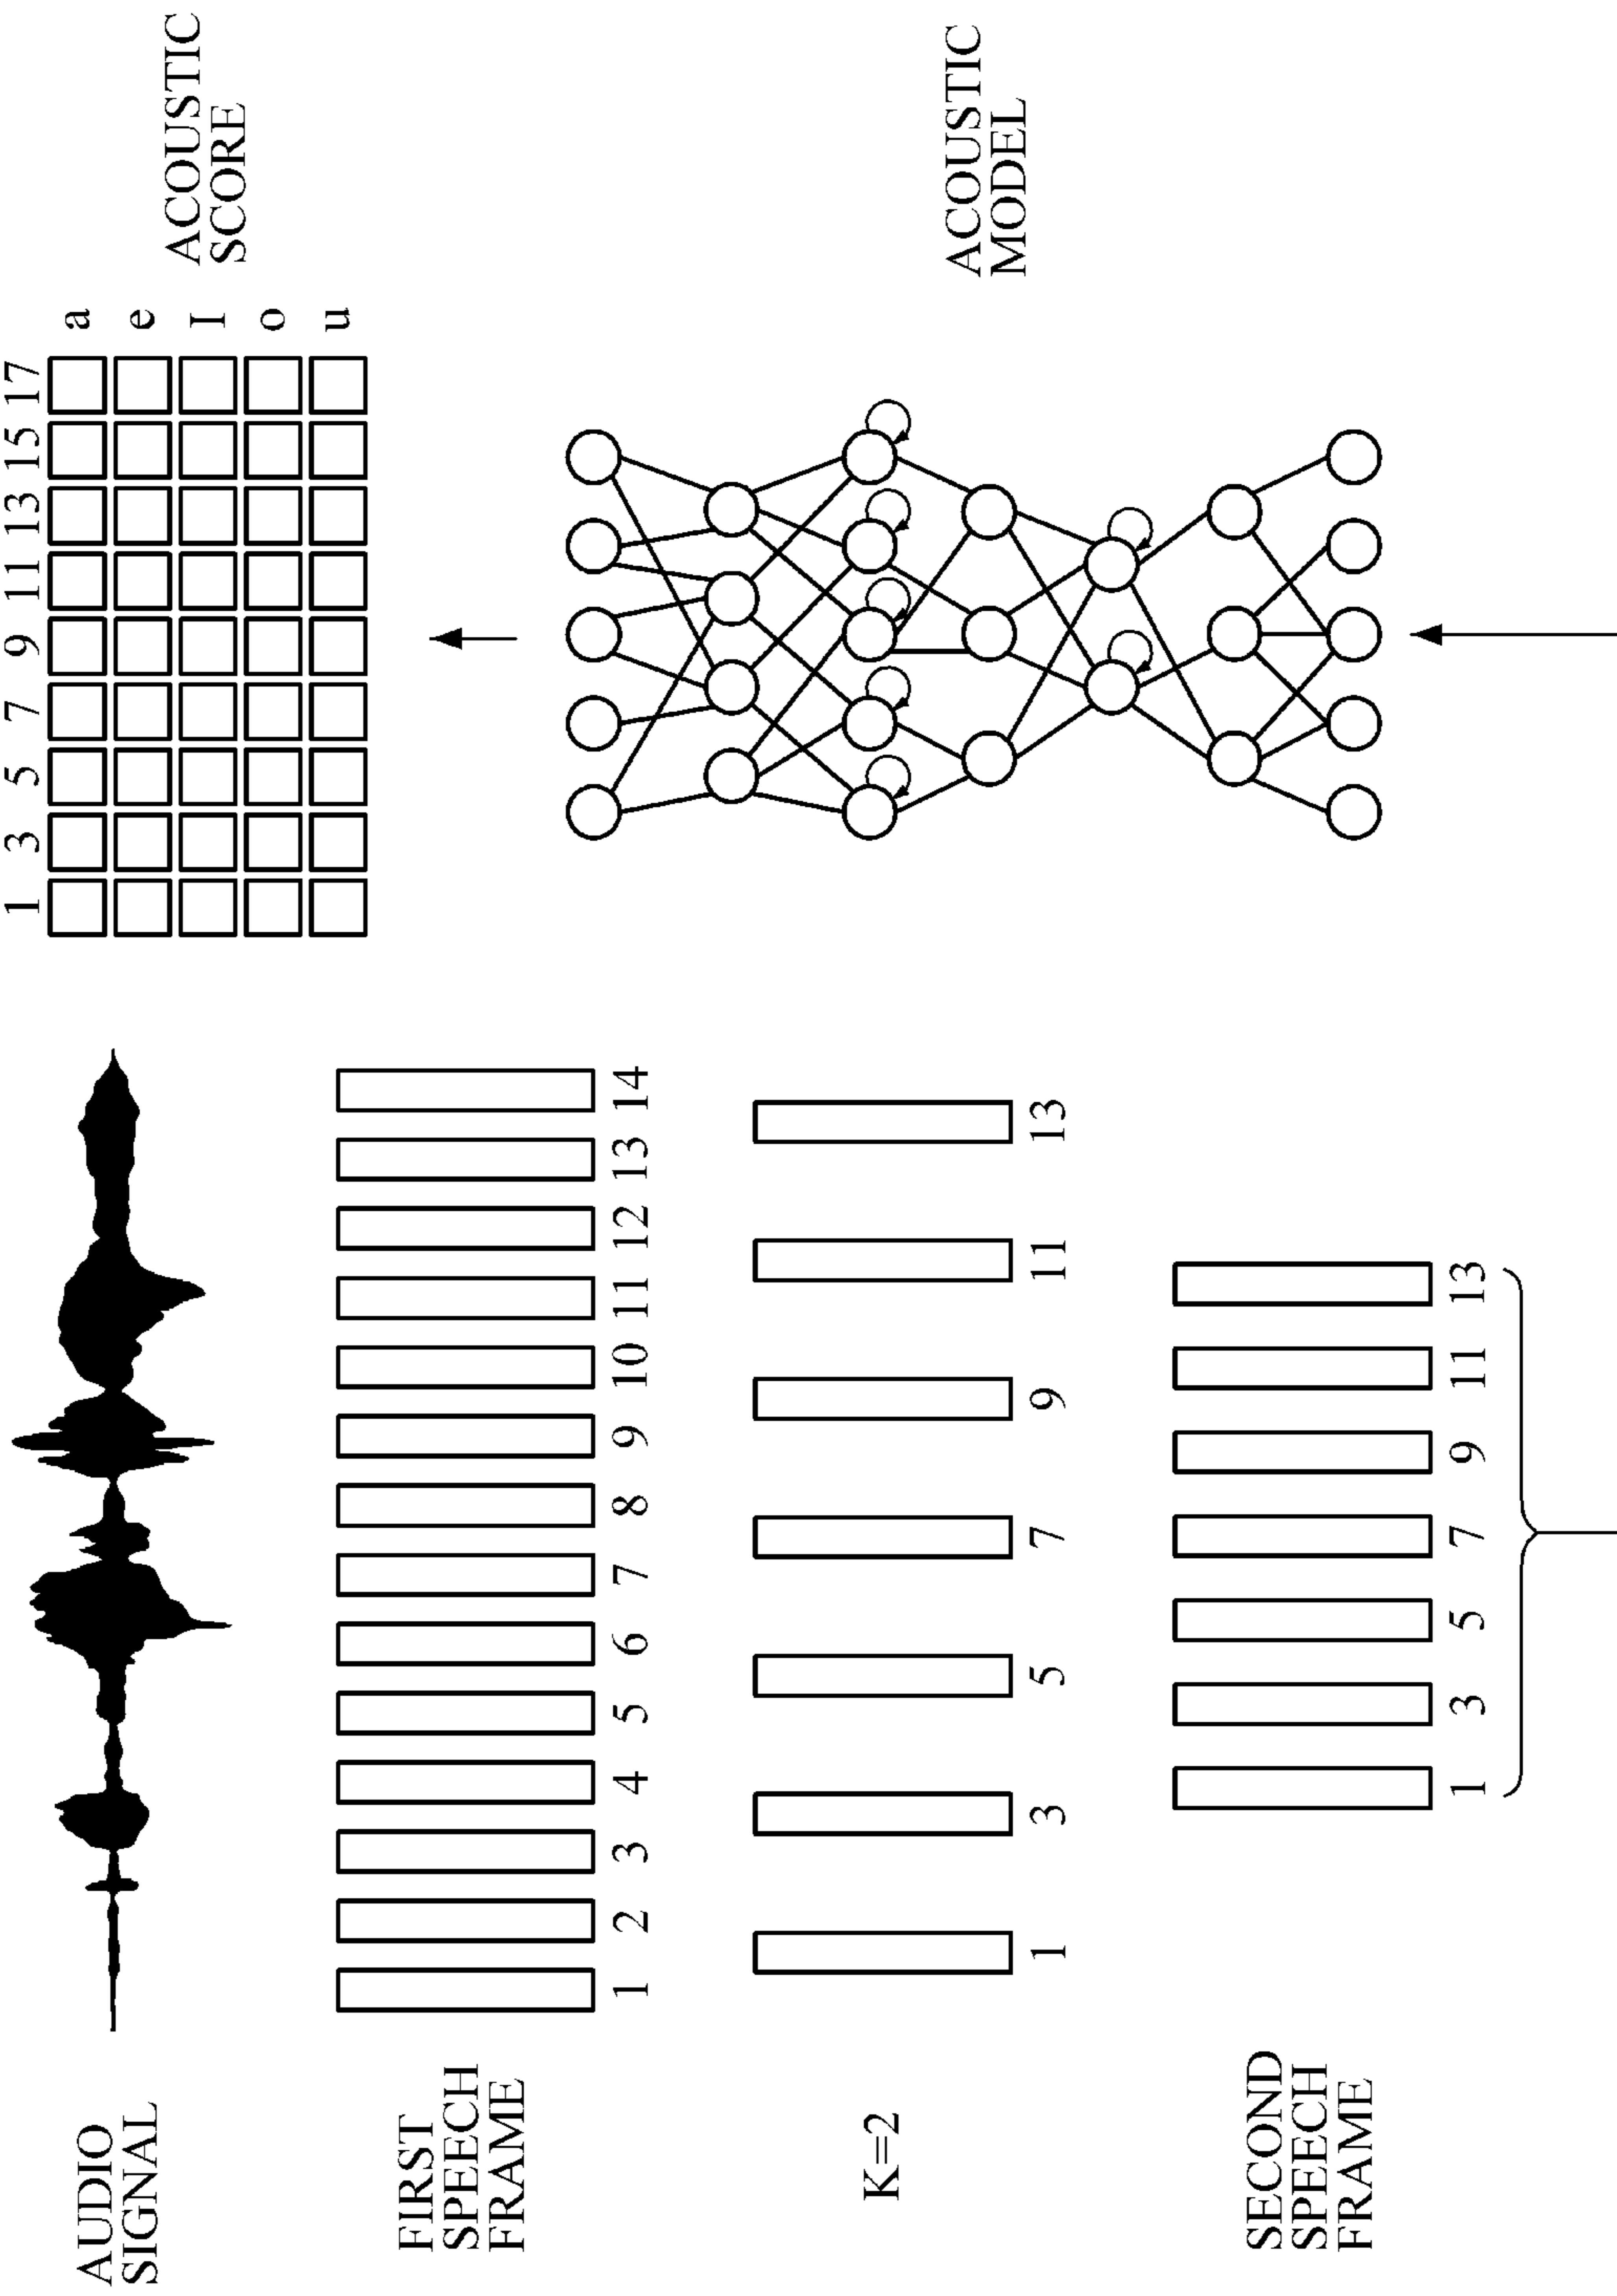 AUDIO
SIGNAL
FIRST
SPEECH
FRAME
1 2 3 4 5 6 7 8 9 10 11 12 13 14
K=2
1 3 5 7 9 11 13
SECOND
SPEECH
FRAME
1 3 5 7 9 11 13
1 3 5 7 9 11 13 15 17
a
e
I
o
u
ACOUSTIC
SCORE
ACOUSTIC
MODEL